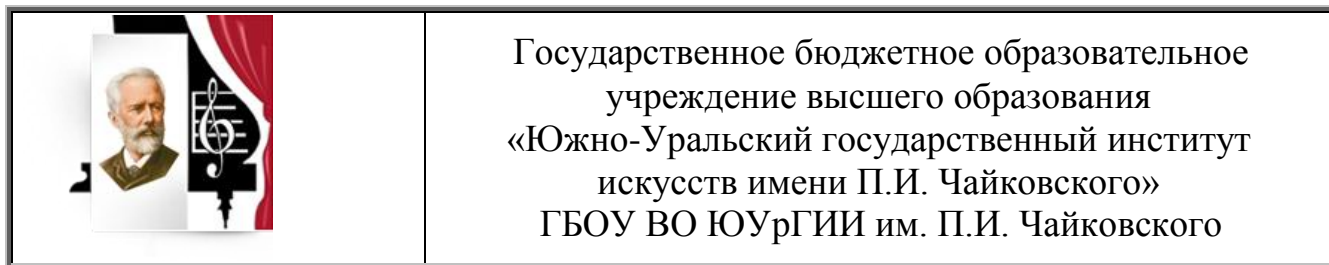 Государственное бюджетное образовательное
учреждение высшего образования
«Южно-Уральский государственный институт
искусств имени П.И. Чайковского»
ГБОУ ВО ЮУрГИИ им. П.И. Чайковского